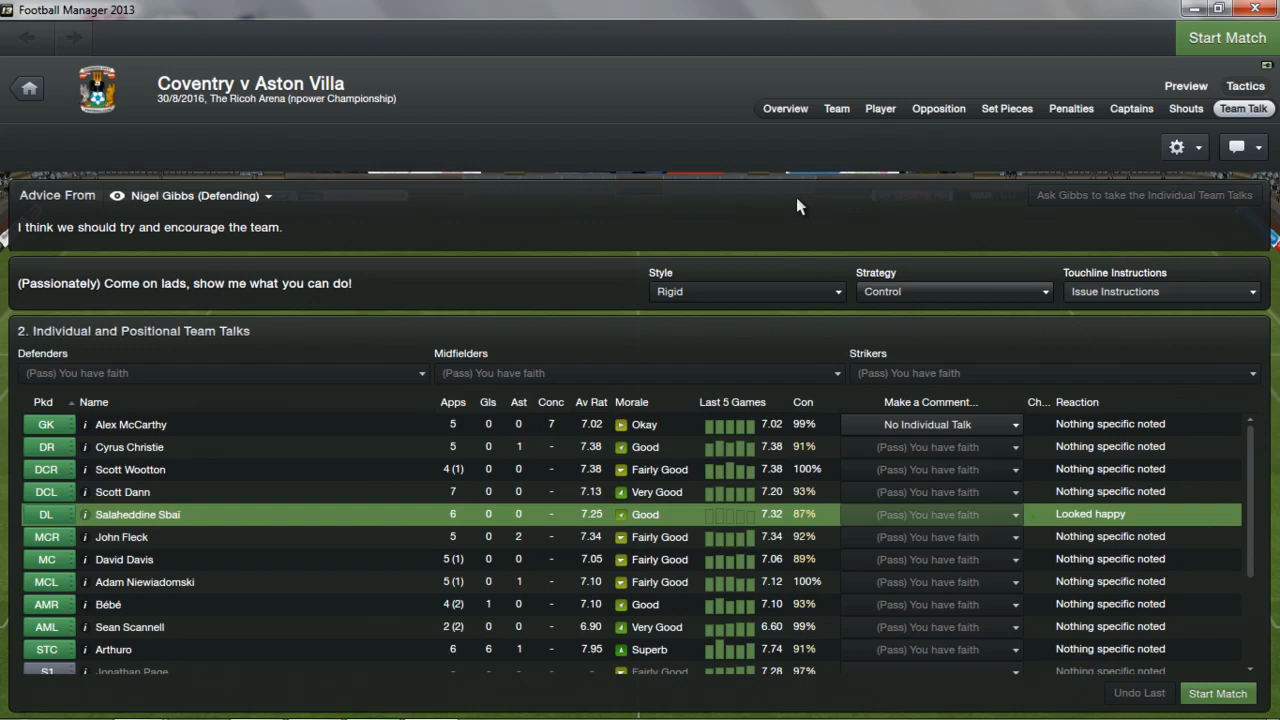 Football Manager 2013
Start Match
Coventry v Aston Villa
30/8/2016, The Ricoh Arena (npower Championship)
Preview Tactics
Overview Team Player Opposition Set Pieces Penalties Captains Shouts Team Talk
Advice From Nigel Gibbs (Defending) Ask Gibbs to take the Individual Team Talks
I think we should try and encourage the team.
Style Strategy Touchline Instructions
(Passionately) Come on lads, show me what you can do! Rigid Control Issue Instructions
2. Individual and Positional Team Talks
Defenders Midfielders Strikers
(Pass) You have faith (Pass) You have faith (Pass) You have faith
Pkd Name Apps Gls Ast Conc Av Rat Morale Last 5 Games Con Make a Comment... Ch... Reaction
GK i Alex McCarthy 5 0 0 7 7.02 Okay 7.02 99% No Individual Talk Nothing specific noted
DR i Cyrus Christie 5 0 1 - 7.38 Good 7.38 91% (Pass) You have faith Nothing specific noted
DCR i Scott Wootton 4 (1) 0 0 - 7.38 Fairly Good 7.38 100% (Pass) You have faith Nothing specific noted
DCL i Scott Dann 7 0 0 - 7.13 Very Good 7.20 93% (Pass) You have faith Nothing specific noted
DL i Salaheddine Sbaï 6 0 0 - 7.25 Good 7.32 87% (Pass) You have faith Looked happy
MCR i John Fleck 5 0 2 - 7.34 Fairly Good 7.34 92% (Pass) You have faith Nothing specific noted
MC i David Davis 5 (1) 0 0 - 7.05 Fairly Good 7.06 89% (Pass) You have faith Nothing specific noted
MCL i Adam Niewiadomski 5 (1) 0 1 - 7.10 Fairly Good 7.12 100% (Pass) You have faith Nothing specific noted
AMR i Bébé 4 (2) 1 0 - 7.10 Good 7.10 93% (Pass) You have faith Nothing specific noted
AML i Sean Scannell 2 (2) 0 0 - 6.90 Very Good 6.60 99% (Pass) You have faith Nothing specific noted
STC i Arthuro 6 6 1 - 7.95 Superb 7.74 91% (Pass) You have faith Nothing specific noted
S1 i Jonathan Page - - - - - Fairly Good 7.28 97% (Pass) You have faith Nothing specific noted
Undo Last Start Match